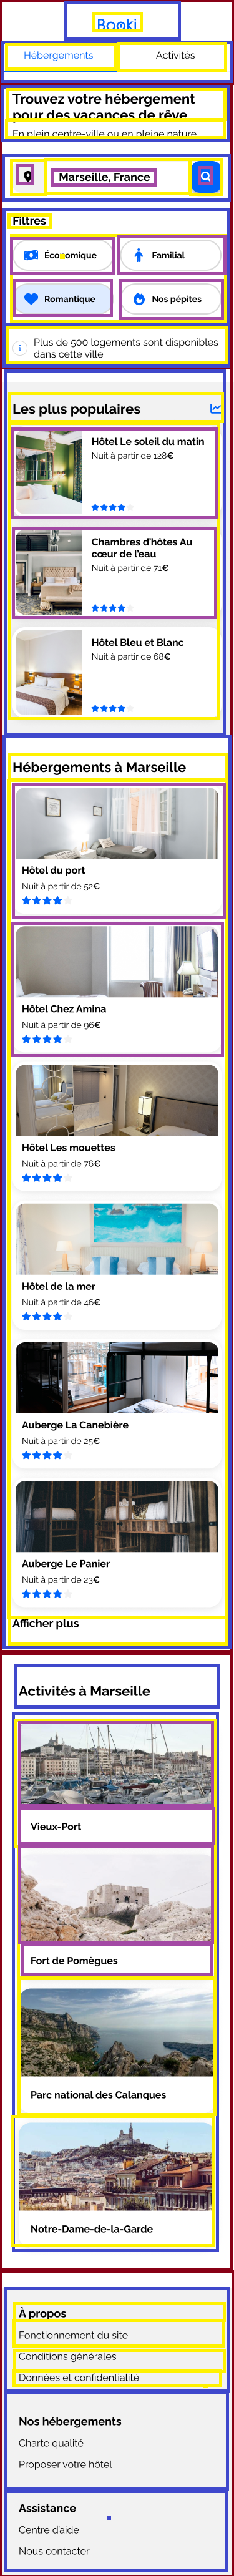 Booki
Hébergements
Activités
Trouvez votre hébergement
pour des vacances de rêve
En plein centre-ville ou en pleine nature
Marseille, France
Filtres
Économique
Familial
Romantique
Nos pépites
Plus de 500 logements sont disponibles
dans cette ville
Les plus populaires
Hôtel Le soleil du matin
Nuit à partir de 128€
Chambres d'hôtes Au
cœur de l'eau
Nuit à partir de 71€
Hôtel Bleu et Blanc
Nuit à partir de 68€
Hébergements à Marseille
Hôtel du port
Nuit à partir de 52€
Hôtel Chez Amina
Nuit à partir de 96€
Hôtel Les mouettes
Nuit à partir de 76€
Hôtel de la mer
Nuit à partir de 46€
Auberge La Canebière
Nuit à partir de 25€
Auberge Le Panier
Nuit à partir de 23€
Afficher plus
Activités à Marseille
Vieux-Port
Fort de Pomègues
Parc national des Calanques
Notre-Dame-de-la-Garde
À propos
Fonctionnement du site
Conditions générales
Données et confidentialité
Nos hébergements
Charte qualité
Proposer votre hôtel
Assistance
Centre d'aide
Nous contacter